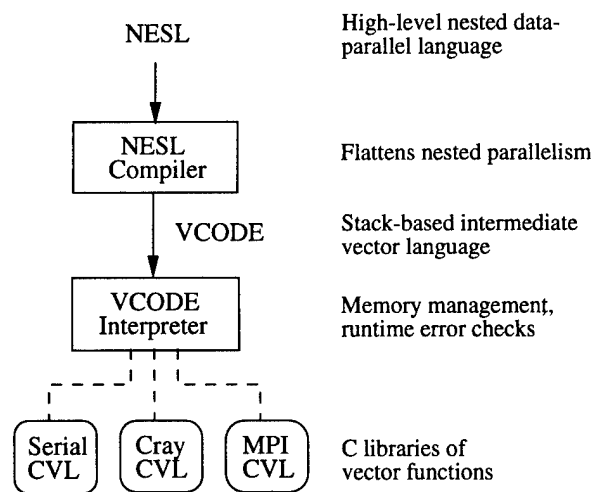 NESL
High-level nested data-
parallel language
NESL
Compiler
Flattens nested parallelism
VCODE
Stack-based intermediate
vector language
VCODE
Interpreter
Memory management,
runtime error checks
Serial
CVL
Cray
CVL
MPI
CVL
C libraries of
vector functions